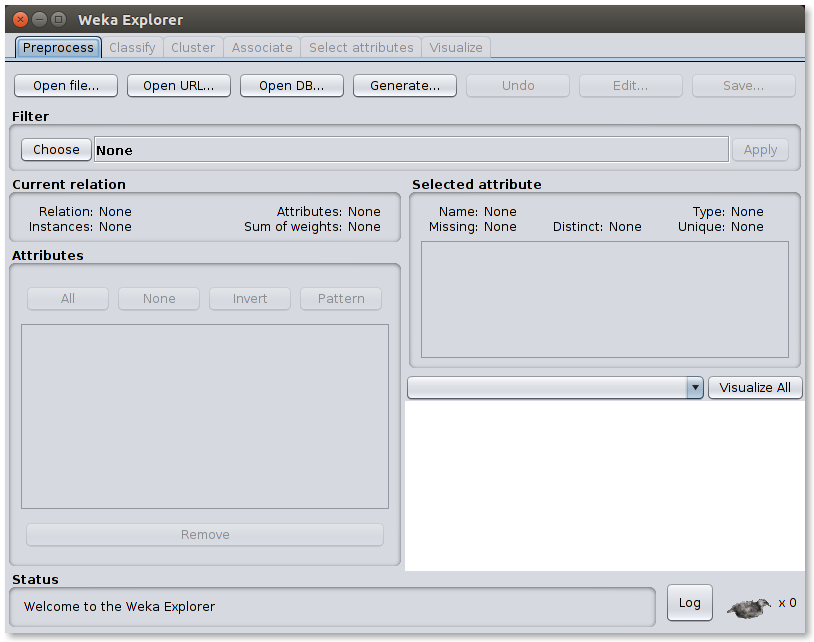 Weka Explorer
Preprocess Classify Cluster Associate Select attributes Visualize
Open file... Open URL... Open DB... Generate... Undo Edit... Save...
Filter
Choose None Apply
Current relation
Relation: None Attributes: None
Instances: None Sum of weights: None
Selected attribute
Name: None Type: None
Missing: None Distinct: None Unique: None
Attributes
All None Invert Pattern
Remove
Visualize All
Status
Welcome to the Weka Explorer
Log x 0